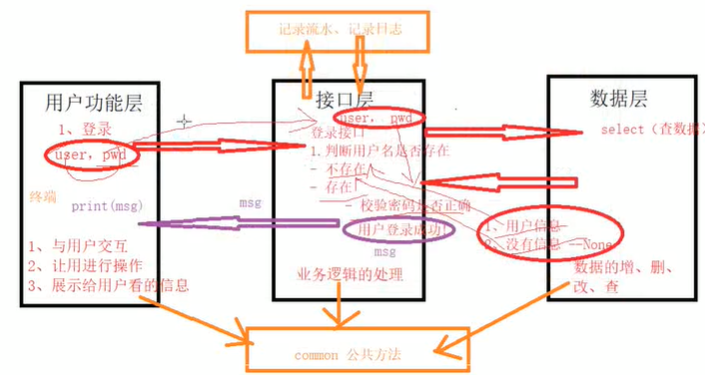 记录流水、记录日志
用户功能层
1、登录
user, pwd
终端
print(msg)
1、与用户交互
2、让用进行操作
3、展示给用户看的信息
msg
接口层
user, pwd
登录接口
1.判断用户名是否存在
- 不存在
- 存在
- 校验密码是否正确
用户登录成功!
msg
业务逻辑的处理
数据层
select（查数据）
1、用户信息
2、没有信息 --None
数据的增、删、
改、查
common 公共方法